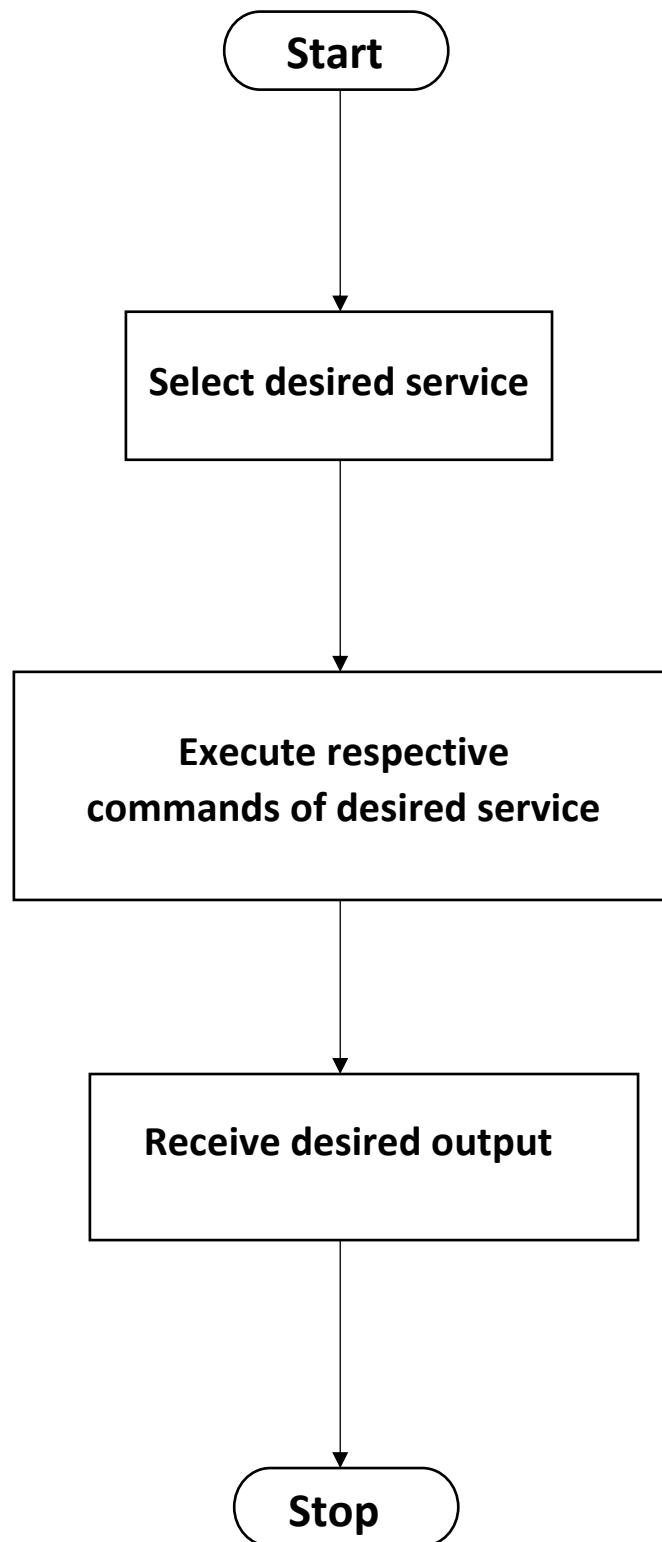 Start
Select desired service
Execute respective
commands of desired service
Receive desired output
Stop